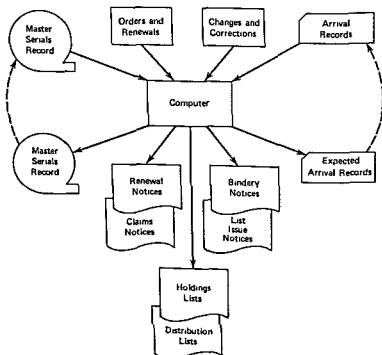 Master
Serials
Record
Orders and
Renewals
Changes and
Corrections
Arrival
Records
Computer
Master
Serials
Record
Renewal
Notices
Claims
Notices
Bindery
Notices
List
Issue
Notices
Expected
Arrival Records
Holdings
Lists
Distribution
Lists